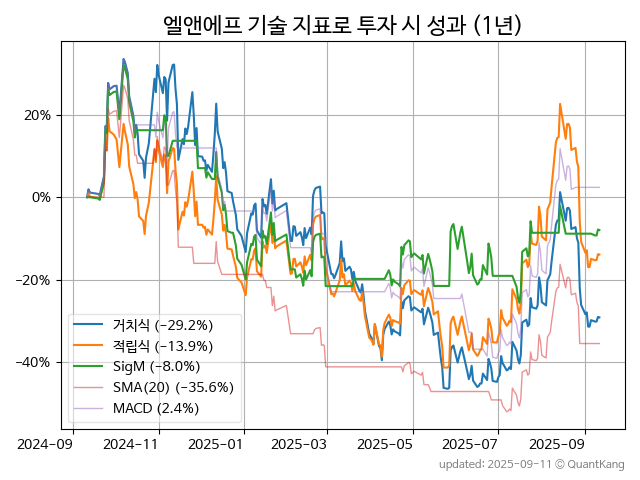 엘앤에프 기술 지표로 투자 시 성과 (1년)
20%
0%
−20%
−40%
거치식 (−29.2%)
적립식 (−13.9%)
SigM (−8.0%)
SMA(20) (−35.6%)
MACD (2.4%)
2024-09 2024-11 2025-01 2025-03 2025-05 2025-07 2025-09
updated: 2025-09-11 © QuantKang